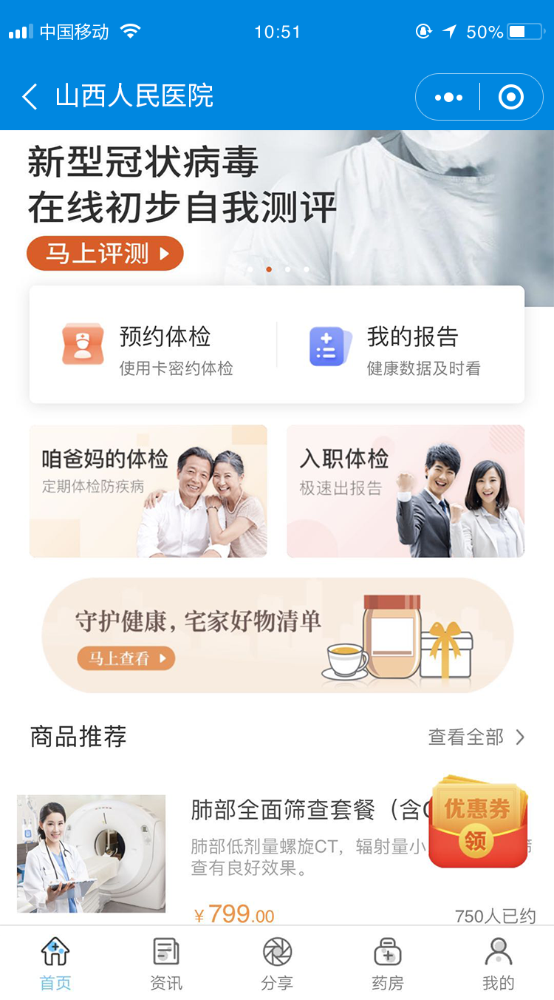 中国移动
10:51
50%
山西人民医院
新型冠状病毒
在线初步自我测评
马上评测
预约体检
使用卡密约体检
我的报告
健康数据及时看
咱爸妈的体检
定期体检防疾病
入职体检
极速出报告
守护健康，宅家好物清单
马上查看
商品推荐
查看全部
肺部全面筛查套餐（含
优惠券
领
肺部低剂量螺旋CT，辐射量小
查有良好效果。
¥799.00
750人已约
首页
资讯
分享
药房
我的